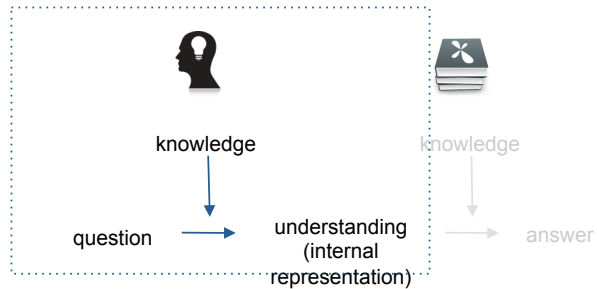 knowledge
knowledge
question
understanding
(internal
representation)
answer